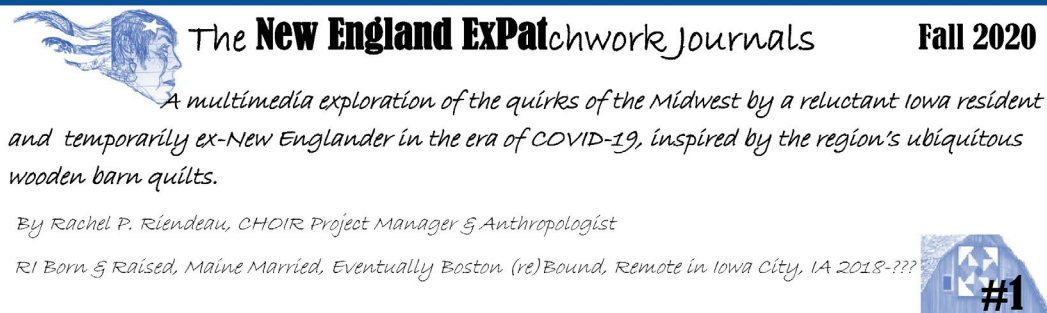 The New England ExPatchwork Journals Fall 2020
A multimedia exploration of the quirks of the Midwest by a reluctant Iowa resident
and temporarily ex-New Englander in the era of COVID-19, inspired by the region's ubiquitous
wooden barn quilts.
By Rachel P. Riendeau, CHOIR Project Manager & Anthropologist
RI Born & Raised, Maine Married, Eventually Boston (re)Bound, Remote in Iowa City, IA 2018-???
#1